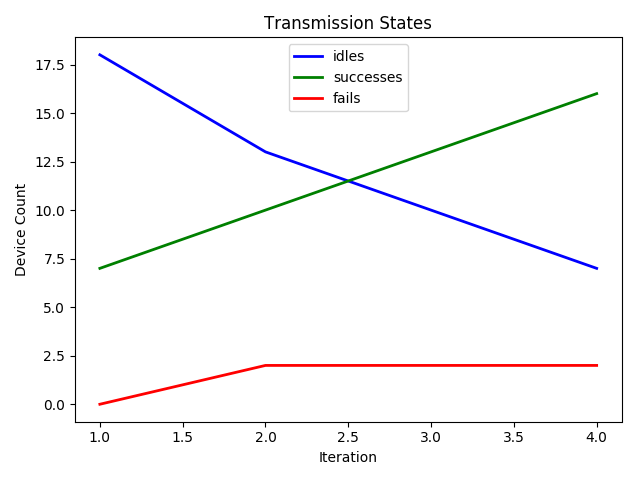 Transmission States
idles
successes
fails
Device Count
17.5
15.0
12.5
10.0
7.5
5.0
2.5
0.0
1.0 1.5 2.0 2.5 3.0 3.5 4.0
Iteration